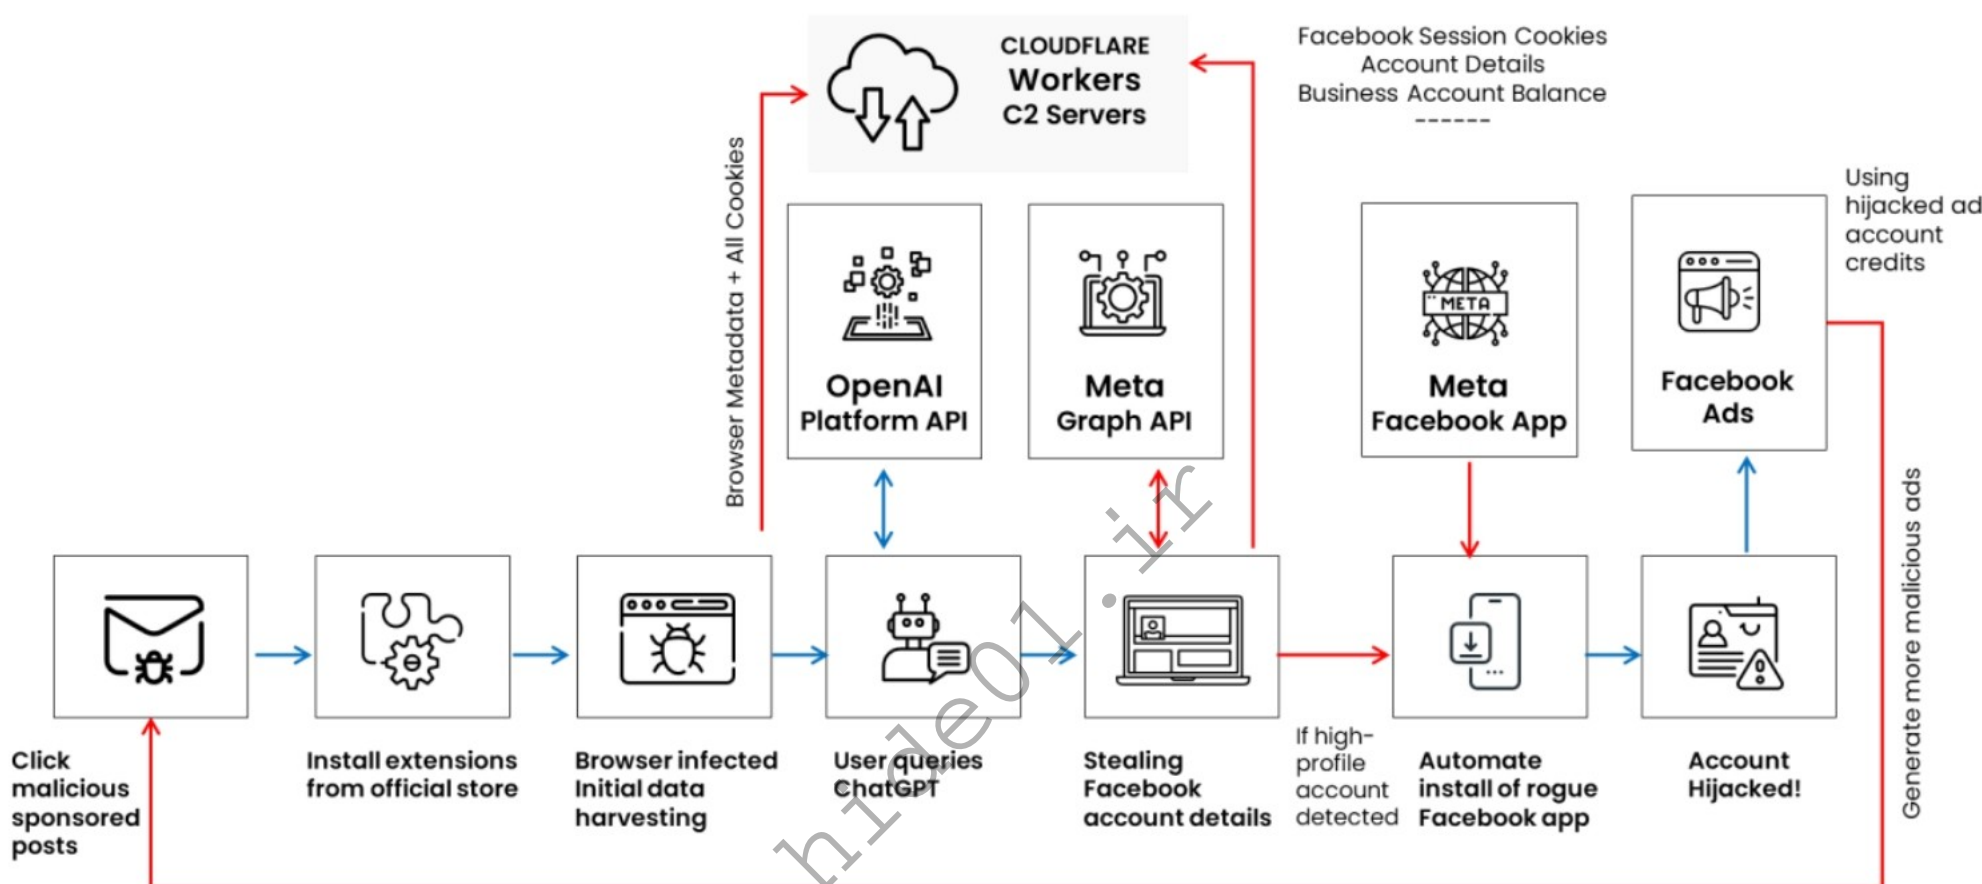 CLOUDFLARE
Workers
C2 Servers
Facebook Session Cookies
Account Details
Business Account Balance
------
Browser Metadata + All Cookies
OpenAI
Platform API
Meta
Graph API
META
Meta
Facebook App
Facebook
Ads
Using
hijacked ad
account
credits
Generate more malicious ads
Click
malicious
sponsored
posts
Install extensions
from official store
Browser infected
Initial data
harvesting
User queries
ChatGPT
Stealing
Facebook
account details
If high-
profile
account
detected
Automate
install of rogue
Facebook app
Account
Hijacked!
hide01.ir